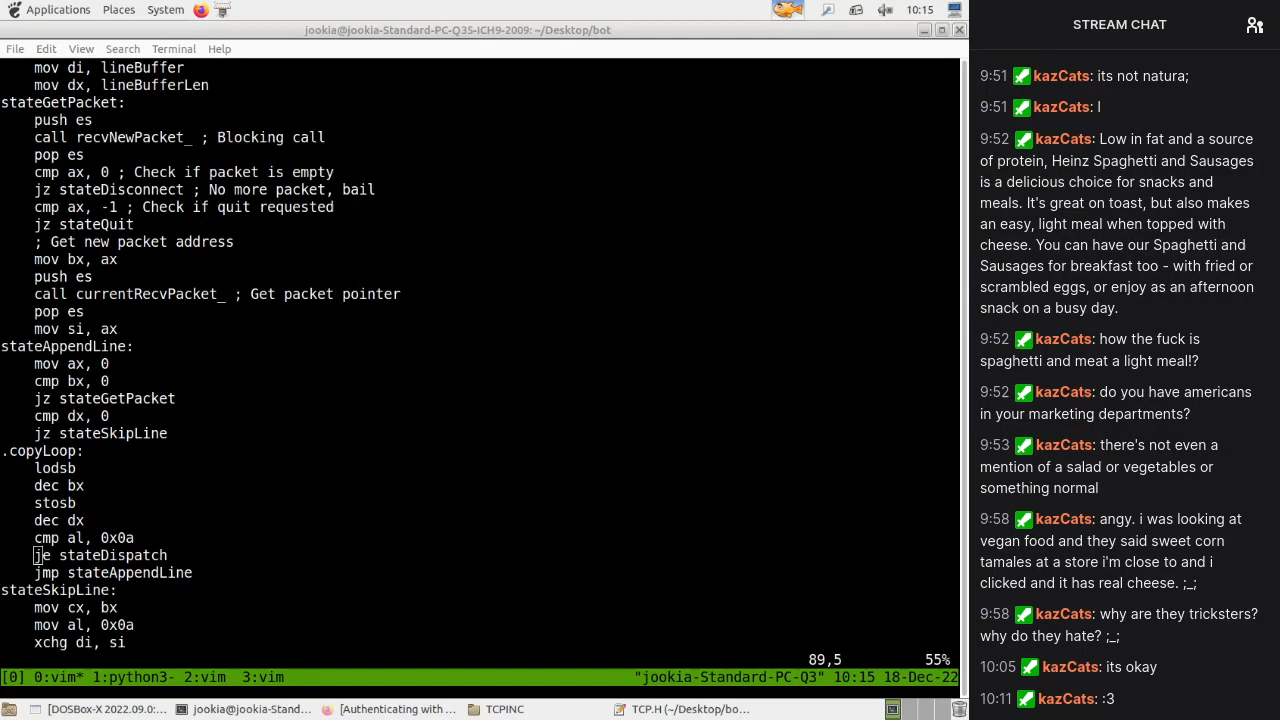 Applications Places System 10:15
jookia@jookia-Standard-PC-Q35-ICH9-2009: ~/Desktop/bot
File Edit View Search Terminal Help
mov di, lineBuffer
mov dx, lineBufferLen
stateGetPacket:
push es
call recvNewPacket_ ; Blocking call
pop es
cmp ax, 0 ; Check if packet is empty
jz stateDisconnect ; No more packet, bail
cmp ax, -1 ; Check if quit requested
jz stateQuit
; Get new packet address
mov bx, ax
push es
call currentRecvPacket_ ; Get packet pointer
pop es
mov si, ax
stateAppendLine:
mov ax, 0
cmp bx, 0
jz stateGetPacket
cmp dx, 0
jz stateSkipLine
.copyLoop:
lodsb
dec bx
stosb
dec dx
cmp al, 0x0a
je stateDispatch
jmp stateAppendLine
stateSkipLine:
mov cx, bx
mov al, 0x0a
xchg di, si
89,5 55%
[0] 0:vim* 1:python3- 2:vim 3:vim "jookia-Standard-PC-Q3" 10:15 18-Dec-22
[DOSBox-X 2022.09.0:... jookia@jookia-Stand... [Authenticating with ... TCPINC TCP.H (~/Desktop/bo...
STREAM CHAT
9:51 kazCats: its not natura;
9:51 kazCats: l
9:52 kazCats: Low in fat and a source
of protein, Heinz Spaghetti and Sausages
is a delicious choice for snacks and
meals. It's great on toast, but also makes
an easy, light meal when topped with
cheese. You can have our Spaghetti and
Sausages for breakfast too - with fried or
scrambled eggs, or enjoy as an afternoon
snack on a busy day.
9:52 kazCats: how the fuck is
spaghetti and meat a light meal!?
9:52 kazCats: do you have americans
in your marketing departments?
9:53 kazCats: there's not even a
mention of a salad or vegetables or
something normal
9:58 kazCats: angry. i was looking at
vegan food and they said sweet corn
tamales at a store i'm close to and i
clicked and it has real cheese. ;_;
9:58 kazCats: why are they tricksters?
why do they hate? ;_;
10:05 kazCats: its okay
10:11 kazCats: :3